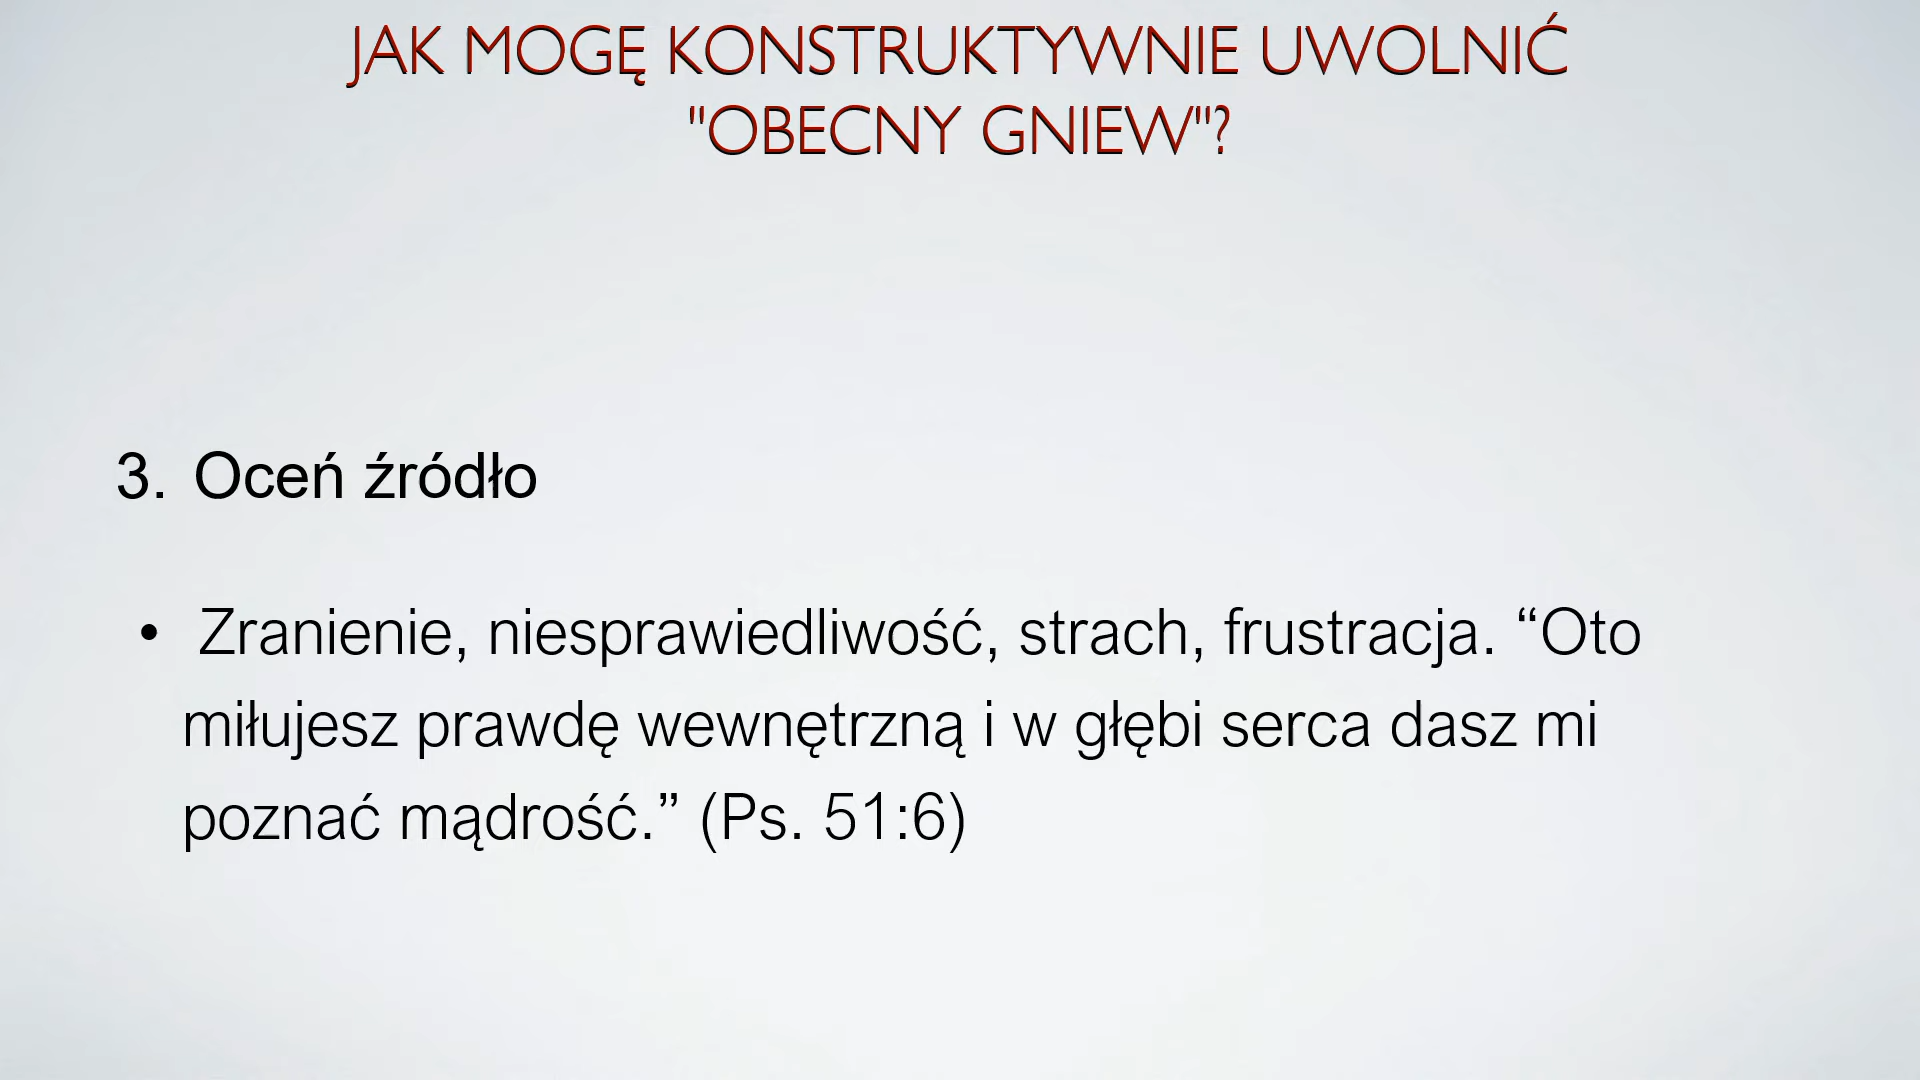 JAK MOGĘ KONSTRUKTYWNIE UWOLNIĆ
"OBECNY GNIEW"?
3. Oceń źródło
• Zranienie, niesprawiedliwość, strach, frustracja. “Oto
miłujesz prawdę wewnętrzną i w głębi serca dasz mi
poznać mądrość.” (Ps. 51:6)